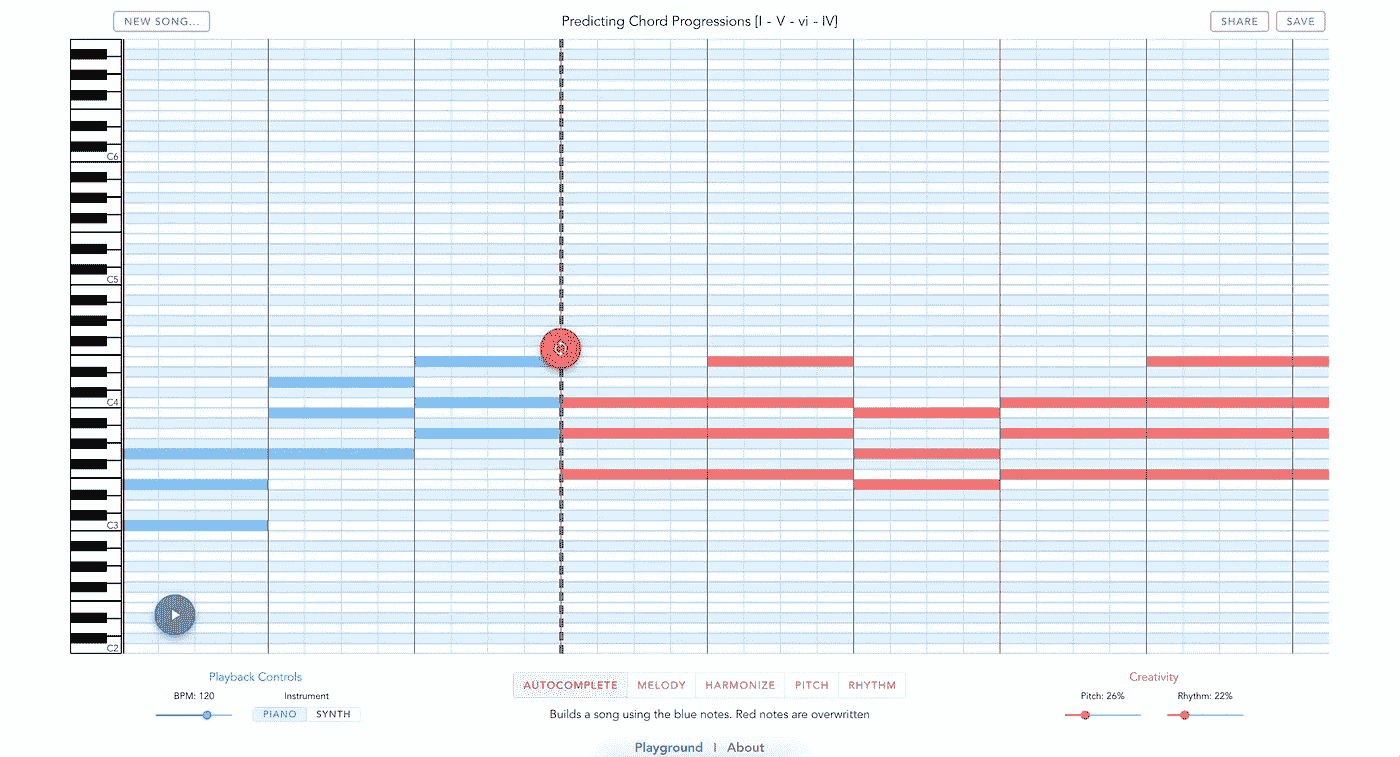 NEW SONG...
Predicting Chord Progressions [I - V - vi - IV]
SHARE
SAVE
C6
C5
C4
C3
C2
Playback Controls
BPM: 120
Instrument
PIANO
SYNTH
AUTOCOMPLETE
MELODY
HARMONIZE
PITCH
RHYTHM
Builds a song using the blue notes. Red notes are overwritten
Creativity
Pitch: 26%
Rhythm: 22%
Playground | About